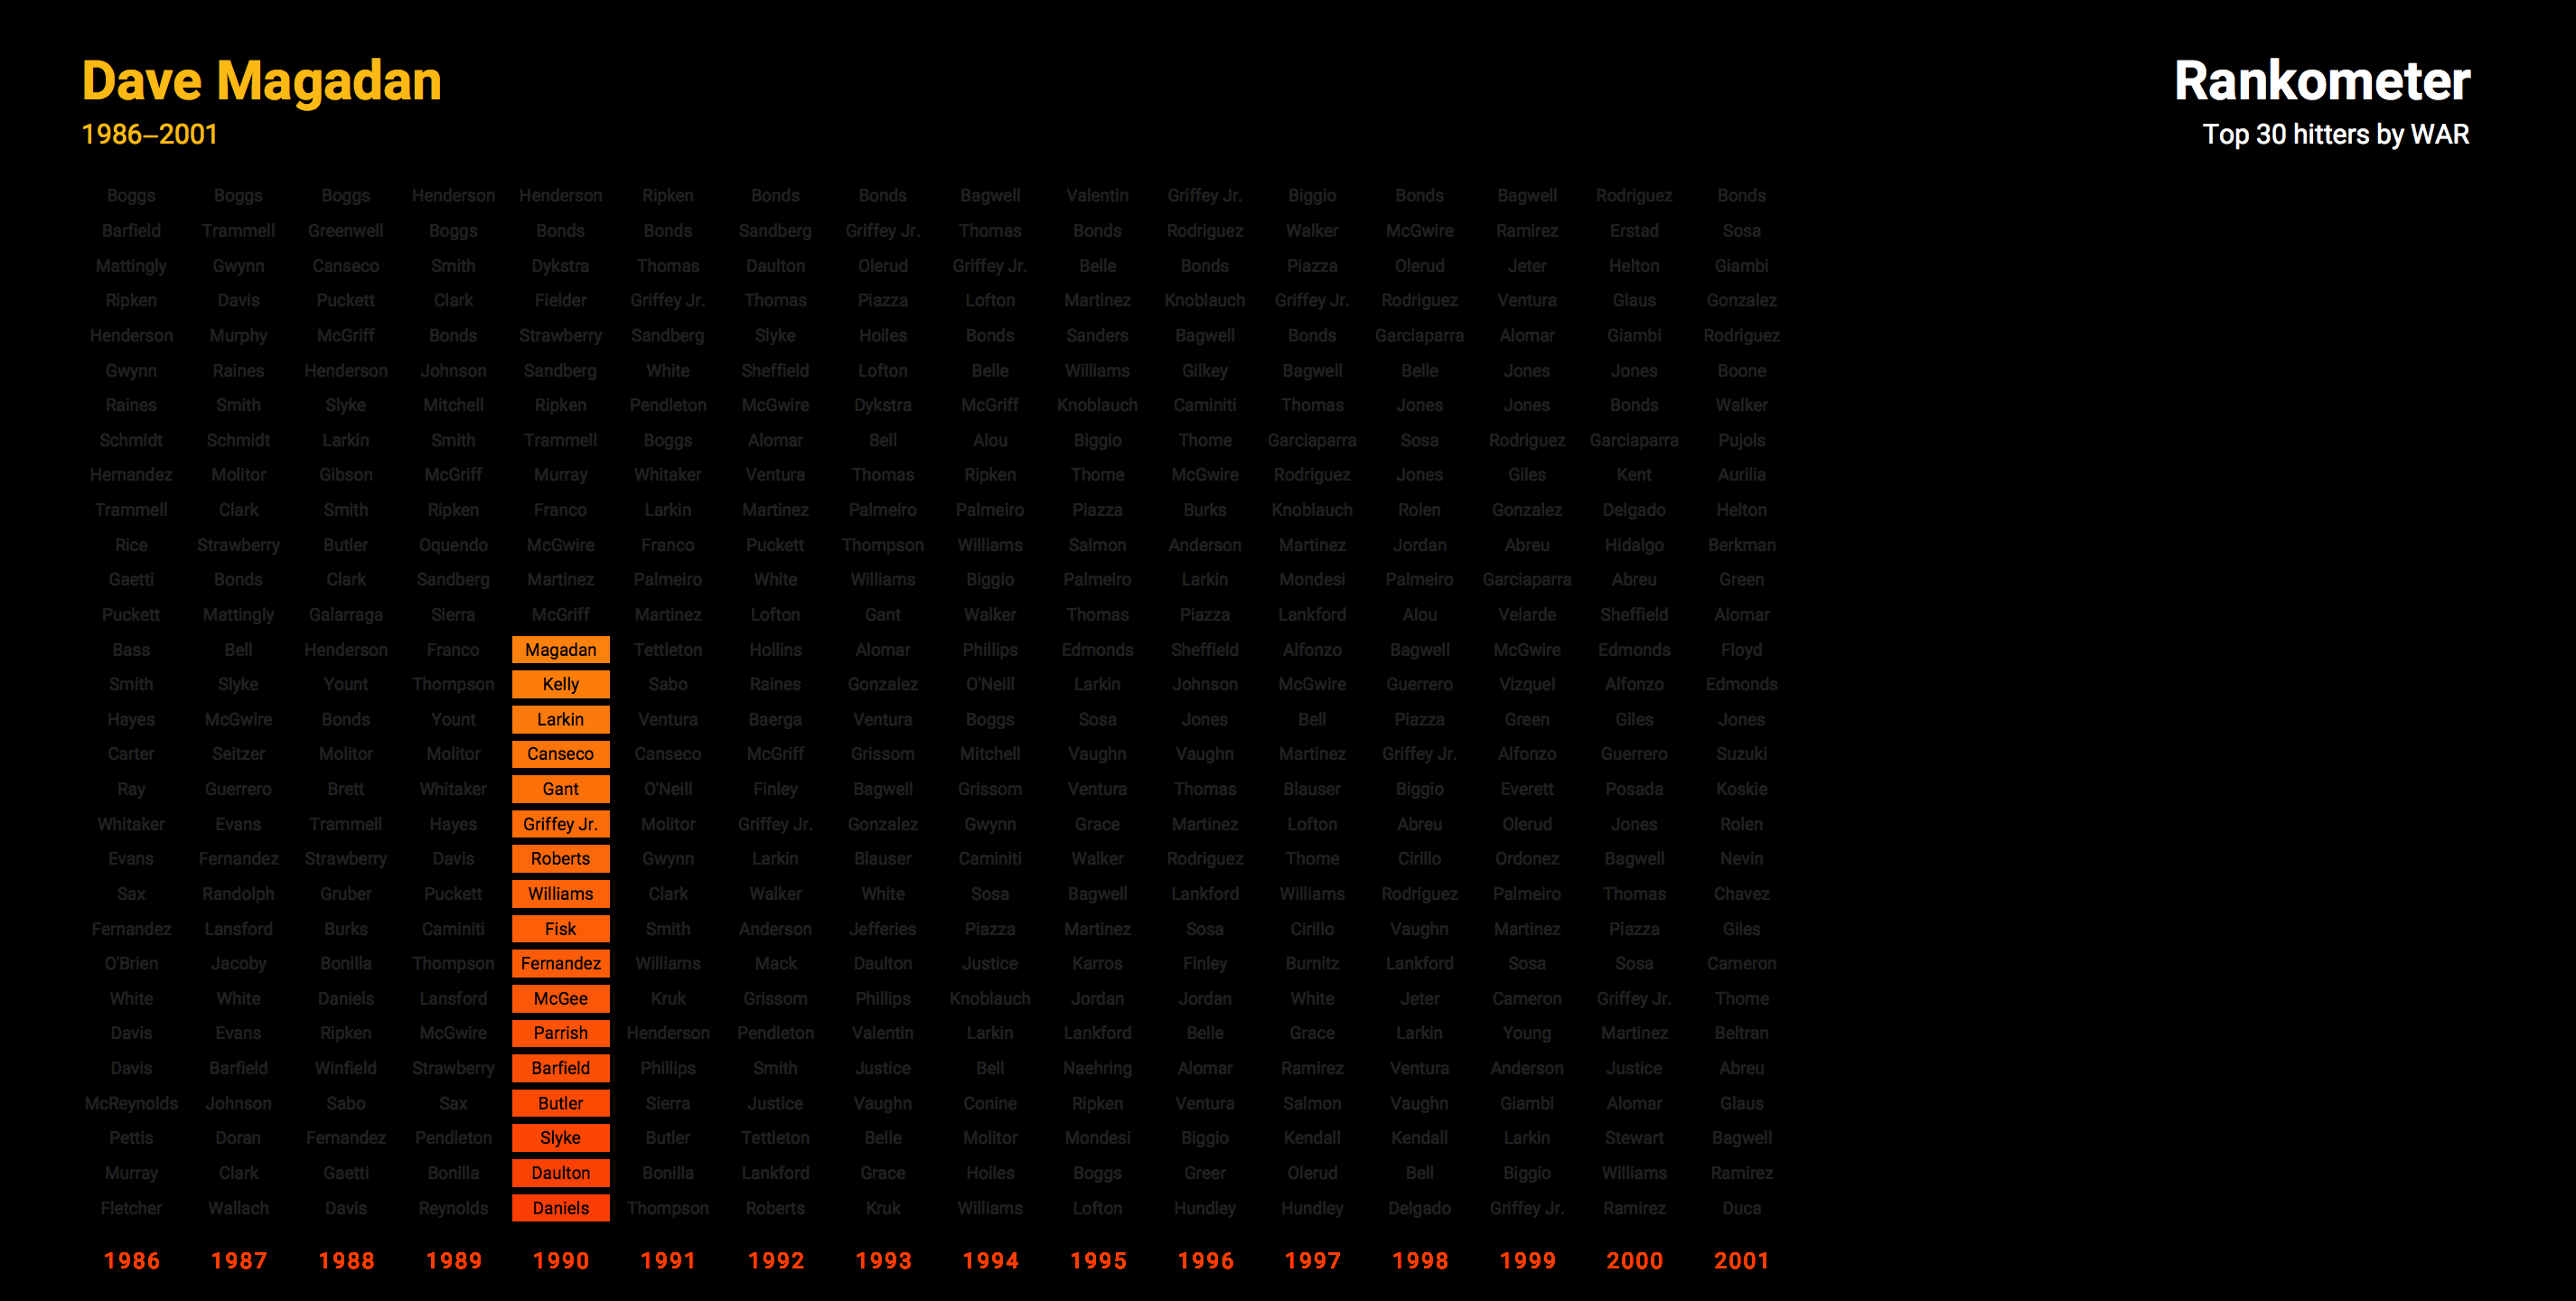 Dave Magadan
1986–2001
Rankometer
Top 30 hitters by WAR
Boggs Boggs Boggs Henderson Henderson Ripken Bonds Bonds Bagwell Valentin Griffey Jr. Biggio Bonds Bagwell Rodriguez Bonds
Barfield Trammell Greenwell Boggs Bonds Bonds Sandberg Griffey Jr. Thomas Bonds Rodriguez Walker McGwire Ramirez Erstad Sosa
Mattingly Gwynn Canseco Smith Dykstra Thomas Daulton Olerud Griffey Jr. Belle Bonds Piazza Olerud Jeter Helton Giambi
Ripken Davis Puckett Clark Fielder Griffey Jr. Thomas Piazza Lofton Martinez Knoblauch Griffey Jr. Rodriguez Ventura Glaus Gonzalez
Henderson Murphy McGriff Bonds Strawberry Sandberg Slyke Hoiles Bonds Sanders Bagwell Bonds Garciaparra Alomar Giambi Rodriguez
Gwynn Raines Henderson Johnson Sandberg White Sheffield Lofton Belle Williams Gilkey Bagwell Belle Jones Jones Boone
Raines Smith Slyke Mitchell Ripken Pendleton McGwire Dykstra McGriff Knoblauch Caminiti Thomas Jones Jones Bonds Walker
Schmidt Schmidt Larkin Smith Trammell Boggs Alomar Bell Alou Biggio Thome Garciaparra Sosa Rodriguez Garciaparra Pujols
Hernandez Molitor Gibson McGriff Murray Whitaker Ventura Thomas Ripken Thome McGwire Rodriguez Jones Giles Kent Aurilia
Trammell Clark Smith Ripken Franco Larkin Martinez Palmeiro Palmeiro Piazza Burks Knoblauch Rolen Gonzalez Delgado Helton
Rice Strawberry Butler Oquendo McGwire Franco Puckett Thompson Williams Salmon Anderson Martinez Jordan Abreu Hidalgo Berkman
Gaetti Bonds Clark Sandberg Martinez Palmeiro White Williams Biggio Palmeiro Larkin Mondesi Palmeiro Garciaparra Abreu Green
Puckett Mattingly Galarraga Sierra McGriff Martinez Lofton Gant Walker Thomas Piazza Lankford Alou Velarde Sheffield Alomar
Bass Bell Henderson Franco Magadan Tettleton Hollins Alomar Phillips Edmonds Sheffield Alfonzo Bagwell McGwire Edmonds Floyd
Smith Slyke Yount Thompson Kelly Sabo Raines Gonzalez O'Neill Larkin Johnson McGwire Guerrero Vizquel Alfonzo Edmonds
Hayes McGwire Bonds Yount Larkin Ventura Baerga Ventura Boggs Sosa Jones Bell Piazza Green Giles Jones
Carter Seitzer Molitor Molitor Canseco Canseco McGriff Grissom Mitchell Vaughn Vaughn Martinez Griffey Jr. Alfonzo Guerrero Suzuki
Ray Guerrero Brett Whitaker Gant O'Neill Finley Bagwell Grissom Ventura Thomas Blauser Biggio Everett Posada Koskie
Whitaker Evans Trammell Hayes Griffey Jr. Molitor Griffey Jr. Gonzalez Gwynn Grace Martinez Lofton Abreu Olerud Jones Rolen
Evans Fernandez Strawberry Davis Roberts Gwynn Larkin Blauser Caminiti Walker Rodriguez Thome Cirillo Ordonez Bagwell Nevin
Sax Randolph Gruber Puckett Williams Clark Walker White Sosa Bagwell Lankford Williams Rodriguez Palmeiro Thomas Chavez
Fernandez Lansford Burks Caminiti Fisk Smith Anderson Jefferies Piazza Martinez Sosa Cirillo Vaughn Martinez Piazza Giles
O'Brien Jacoby Bonilla Thompson Fernandez Williams Mack Daulton Justice Karros Finley Burnitz Lankford Sosa Sosa Cameron
White White Daniels Lansford McGee Kruk Grissom Phillips Knoblauch Jordan Jordan White Jeter Cameron Griffey Jr. Thome
Davis Evans Ripken McGwire Parrish Henderson Pendleton Valentin Larkin Lankford Belle Grace Larkin Young Martinez Beltran
Davis Barfield Winfield Strawberry Barfield Phillips Smith Justice Bell Naehring Alomar Ramirez Ventura Anderson Justice Abreu
McReynolds Johnson Sabo Sax Butler Sierra Justice Vaughn Conine Ripken Ventura Salmon Vaughn Giambi Alomar Glaus
Pettis Doran Fernandez Pendleton Slyke Butler Tettleton Belle Molitor Mondesi Biggio Kendall Kendall Larkin Stewart Bagwell
Murray Clark Gaetti Bonilla Daulton Bonilla Lankford Grace Hoiles Boggs Greer Olerud Bell Biggio Williams Ramirez
Fletcher Wallach Davis Reynolds Daniels Thompson Roberts Kruk Williams Lofton Hundley Hundley Delgado Griffey Jr. Ramirez Duca
1986 1987 1988 1989 1990 1991 1992 1993 1994 1995 1996 1997 1998 1999 2000 2001